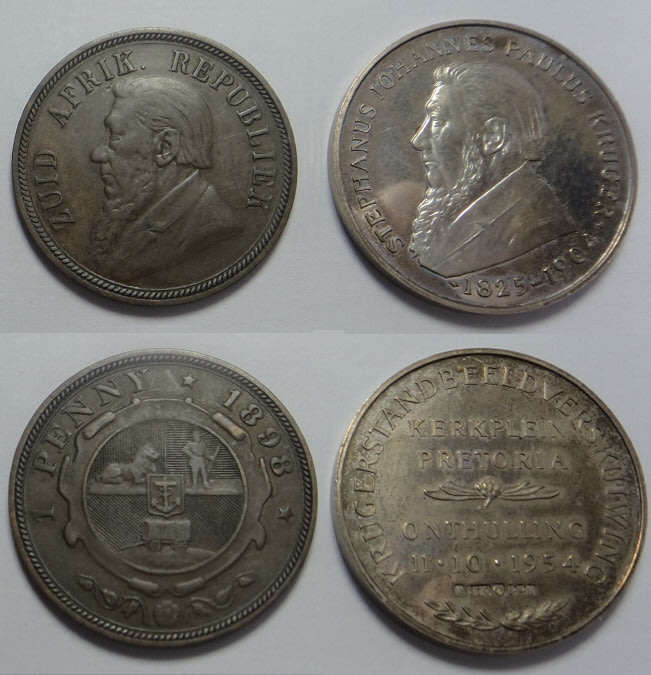 ZUID AFRIK. REPUBLIEK
STEPHANUS JOHANNES PAULUS KRUGER
·1825-1904·
1 PENNY ★ 1898 ★
KRUGERSTANDBEELDVERSKUIWING
KERKPLEIN
PRETORIA
ONTHULLING
11·10·1954